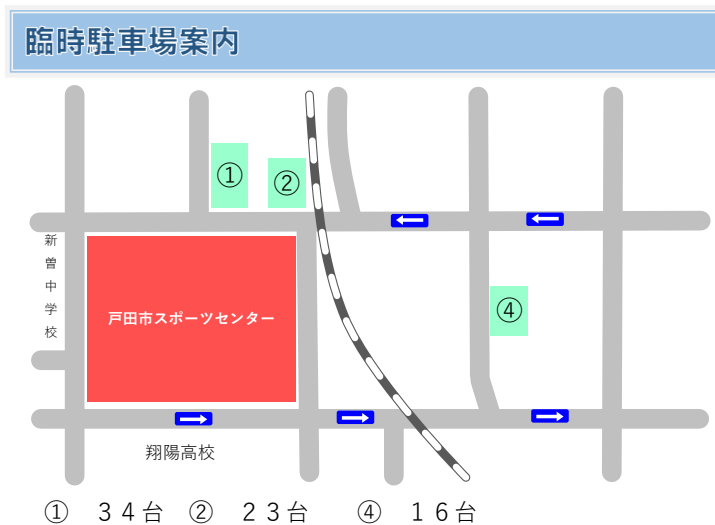 臨時駐車場案内
①
②
新曽中学校
戸田市スポーツセンター
④
翔陽高校
① 34台 ② 23台 ④ 16台